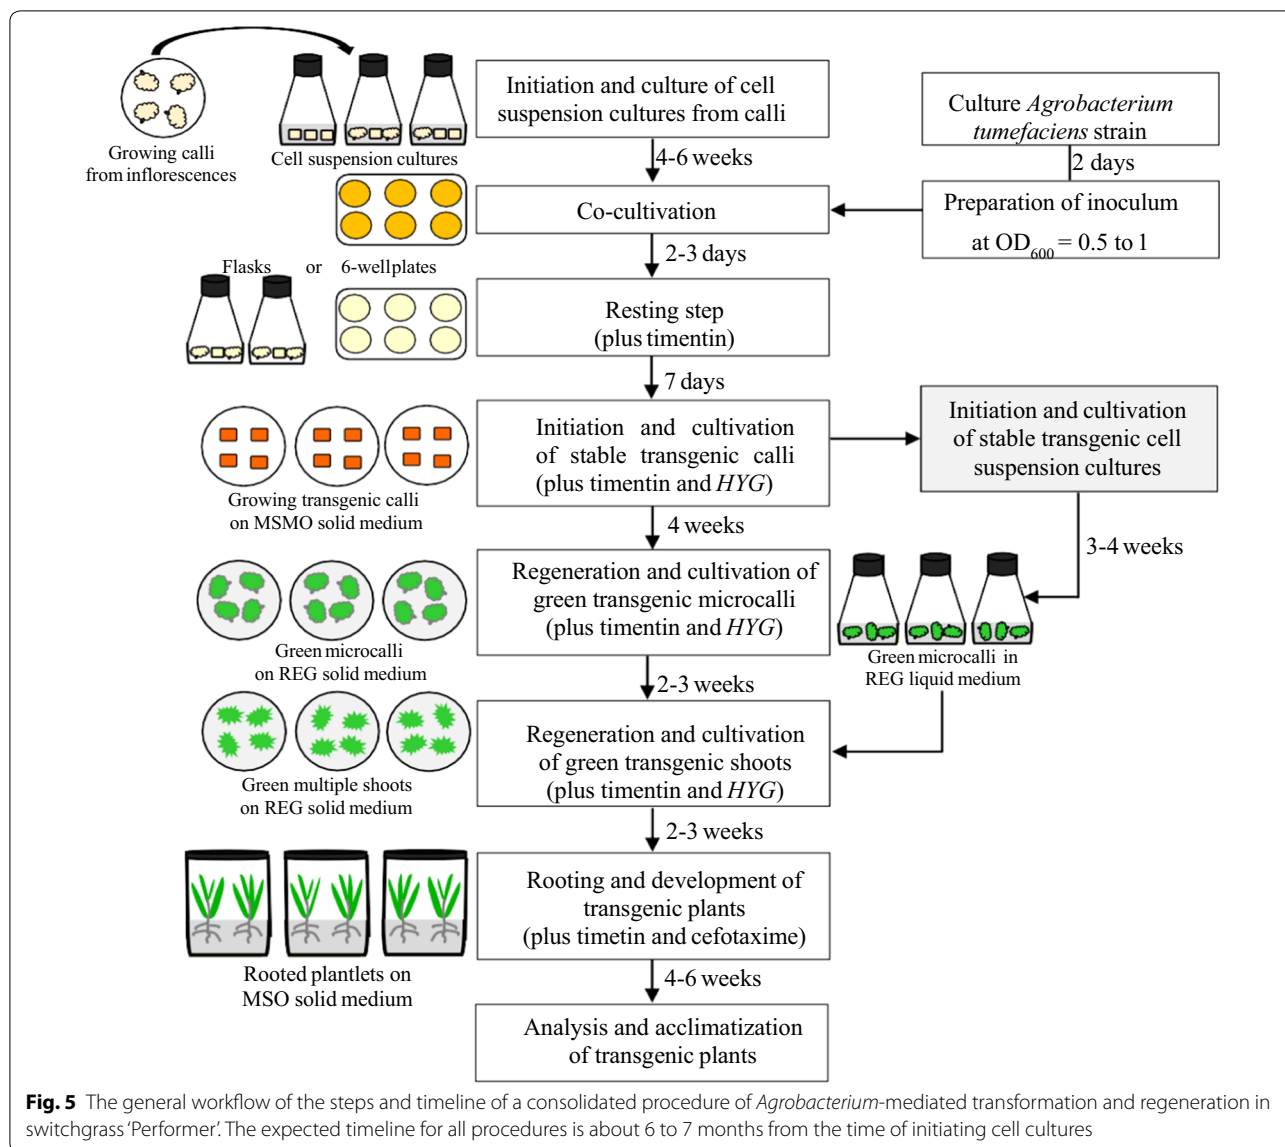 Initiation and culture of cell
suspension cultures from calli
Culture Agrobacterium
tumefaciens strain
Growing calli
from inflorescences
Cell suspension cultures
4-6 weeks
2 days
Co-cultivation
Preparation of inoculum
at OD600 = 0.5 to 1
2-3 days
Flasks or 6-wellplates
Resting step
(plus timentin)
7 days
Initiation and cultivation
of stable transgenic calli
(plus timentin and HYG)
Initiation and cultivation
of stable transgenic cell
suspension cultures
Growing transgenic calli
on MSMO solid medium
4 weeks
3-4 weeks
Regeneration and cultivation of
green transgenic microcalli
(plus timentin and HYG)
Green microcalli
on REG solid medium
Green microcalli in
REG liquid medium
2-3 weeks
Regeneration and cultivation
of green transgenic shoots
(plus timentin and HYG)
Green multiple shoots
on REG solid medium
2-3 weeks
Rooting and development of
transgenic plants
(plus timetin and cefotaxime)
Rooted plantlets on
MSO solid medium
4-6 weeks
Analysis and acclimatization
of transgenic plants
Fig. 5 The general workflow of the steps and timeline of a consolidated procedure of Agrobacterium-mediated transformation and regeneration in
switchgrass 'Performer'. The expected timeline for all procedures is about 6 to 7 months from the time of initiating cell cultures